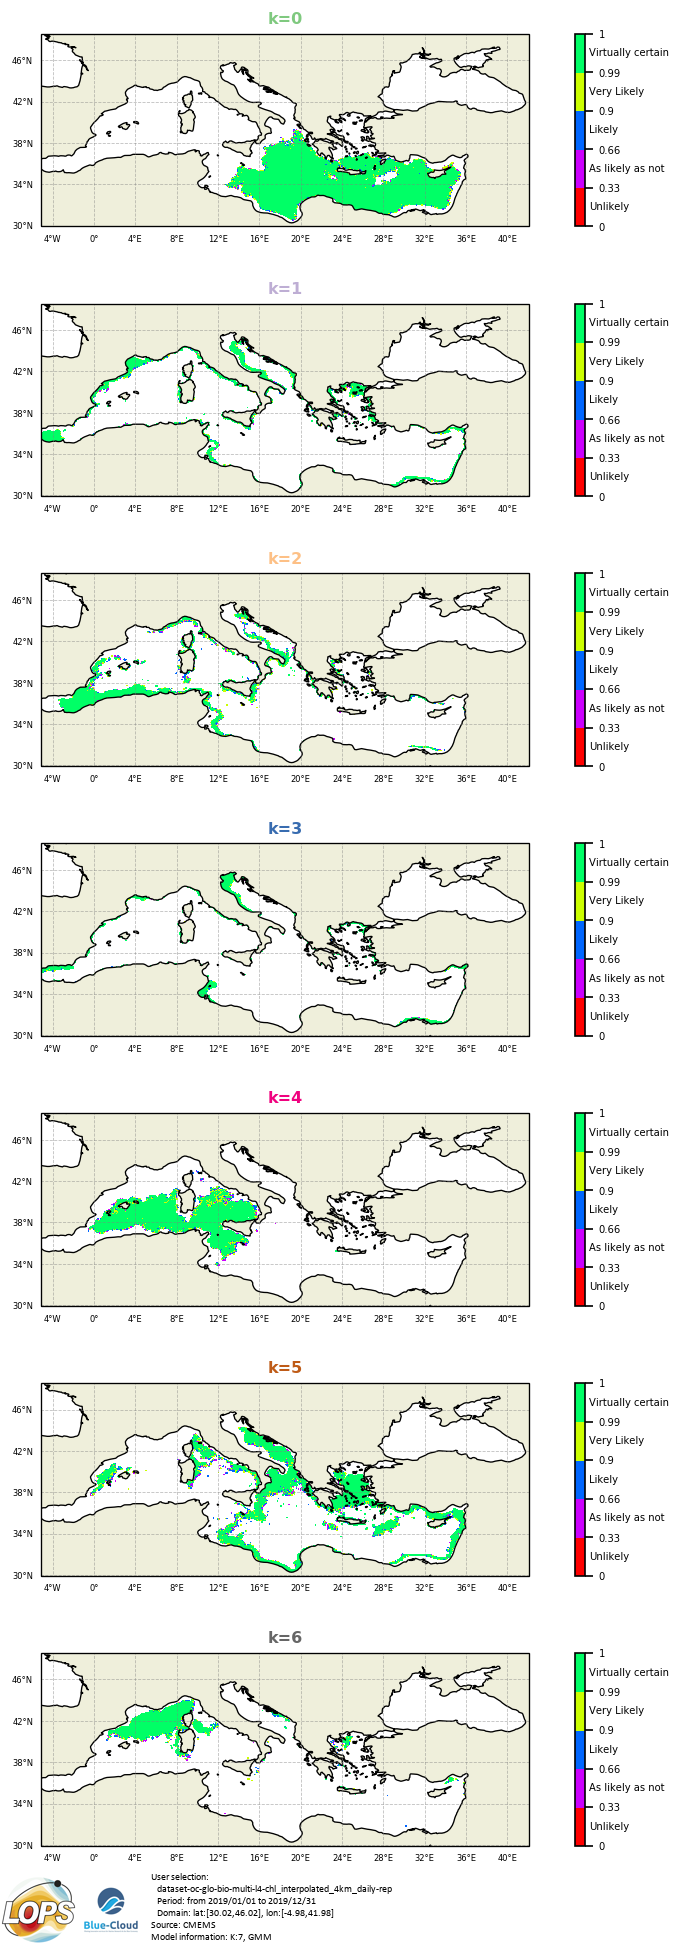 k=0
46°N
42°N
38°N
34°N
30°N
4°W 0° 4°E 8°E 12°E 16°E 20°E 24°E 28°E 32°E 36°E 40°E
1
Virtually certain
0.99
Very Likely
0.9
Likely
0.66
As likely as not
0.33
Unlikely
0
k=1
46°N
42°N
38°N
34°N
30°N
4°W 0° 4°E 8°E 12°E 16°E 20°E 24°E 28°E 32°E 36°E 40°E
1
Virtually certain
0.99
Very Likely
0.9
Likely
0.66
As likely as not
0.33
Unlikely
0
k=2
46°N
42°N
38°N
34°N
30°N
4°W 0° 4°E 8°E 12°E 16°E 20°E 24°E 28°E 32°E 36°E 40°E
1
Virtually certain
0.99
Very Likely
0.9
Likely
0.66
As likely as not
0.33
Unlikely
0
k=3
46°N
42°N
38°N
34°N
30°N
4°W 0° 4°E 8°E 12°E 16°E 20°E 24°E 28°E 32°E 36°E 40°E
1
Virtually certain
0.99
Very Likely
0.9
Likely
0.66
As likely as not
0.33
Unlikely
0
k=4
46°N
42°N
38°N
34°N
30°N
4°W 0° 4°E 8°E 12°E 16°E 20°E 24°E 28°E 32°E 36°E 40°E
1
Virtually certain
0.99
Very Likely
0.9
Likely
0.66
As likely as not
0.33
Unlikely
0
k=5
46°N
42°N
38°N
34°N
30°N
4°W 0° 4°E 8°E 12°E 16°E 20°E 24°E 28°E 32°E 36°E 40°E
1
Virtually certain
0.99
Very Likely
0.9
Likely
0.66
As likely as not
0.33
Unlikely
0
k=6
46°N
42°N
38°N
34°N
30°N
4°W 0° 4°E 8°E 12°E 16°E 20°E 24°E 28°E 32°E 36°E 40°E
1
Virtually certain
0.99
Very Likely
0.9
Likely
0.66
As likely as not
0.33
Unlikely
0
LOPS
Blue-Cloud
User selection:
dataset-oc-glo-bio-multi-l4-chl_interpolated_4km_daily-rep
Period: from 2019/01/01 to 2019/12/31
Domain: lat:[30.02,46.02], lon:[-4.98,41.98]
Source: CMEMS
Model information: K:7, GMM